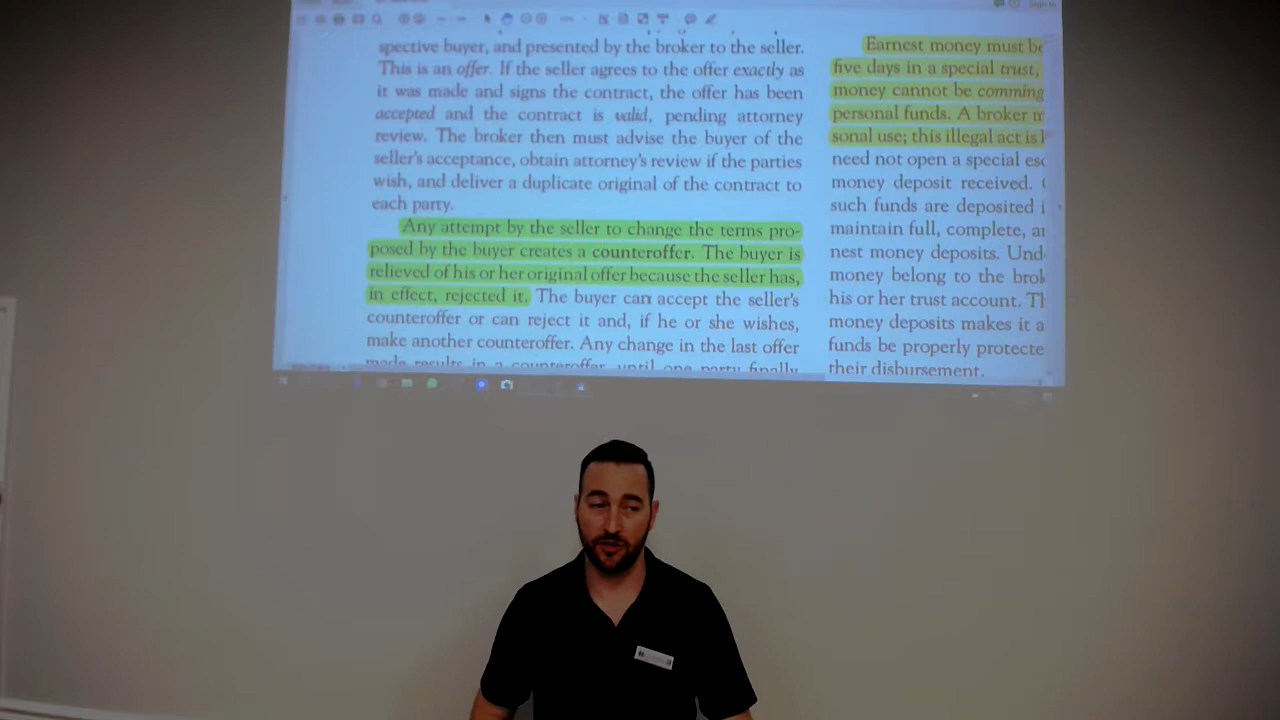 spective buyer, and presented by the broker to the seller.
This is an offer. If the seller agrees to the offer exactly as
it was made and signs the contract, the offer has been
accepted and the contract is valid, pending attorney
review. The broker then must advise the buyer of the
seller's acceptance, obtain attorney's review if the parties
wish, and deliver a duplicate original of the contract to
each party.
Any attempt by the seller to change the terms pro-
posed by the buyer creates a counteroffer. The buyer is
relieved of his or her original offer because the seller has,
in effect, rejected it. The buyer can accept the seller's
counteroffer or can reject it and, if he or she wishes,
make another counteroffer. Any change in the last offer
made results in a counteroffer, until one party finally
Earnest money must be
five days in a special trust,
money cannot be comming
personal funds. A broker m
sonal use; this illegal act is
need not open a special esc
money deposit received.
such funds are deposited i
maintain full, complete, a
nest money deposits. Und
money belong to the brok
his or her trust account. Th
money deposits makes it a
funds be properly protecte
their disbursement.